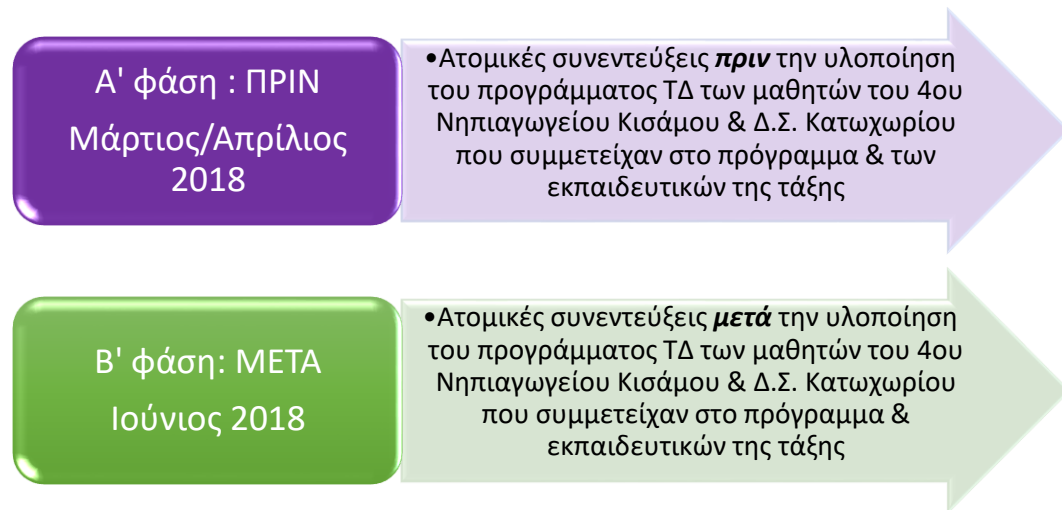 Α' φάση : ΠΡΙΝ
Μάρτιος/Απρίλιος
2018
•Ατομικές συνεντεύξεις πριν την υλοποίηση
του προγράμματος ΤΔ των μαθητών του 4ου
Νηπιαγωγείου Κισάμου & Δ.Σ. Κατωχωρίου
που συμμετείχαν στο πρόγραμμα & των
εκπαιδευτικών της τάξης
Β' φάση: ΜΕΤΑ
Ιούνιος 2018
•Ατομικές συνεντεύξεις μετά την υλοποίηση
του προγράμματος ΤΔ των μαθητών του 4ου
Νηπιαγωγείου Κισάμου & Δ.Σ. Κατωχωρίου
που συμμετείχαν στο πρόγραμμα &
εκπαιδευτικών της τάξης